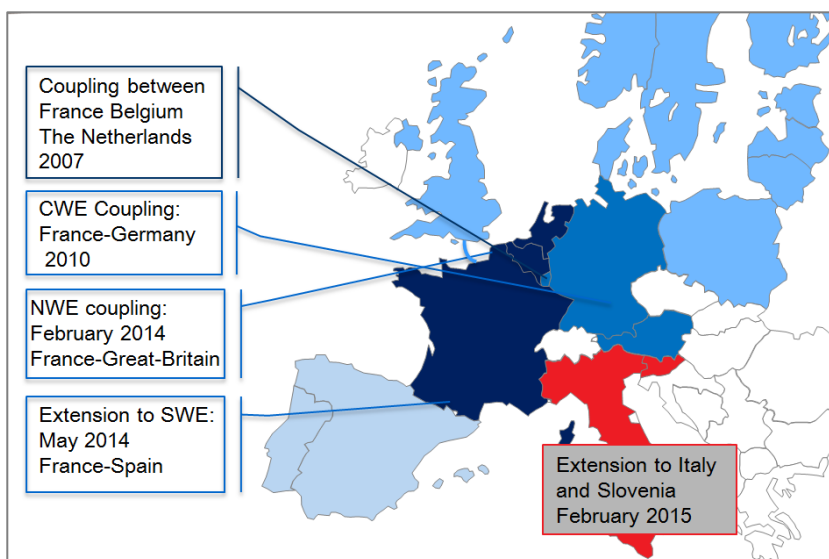 Coupling between
France Belgium
The Netherlands
2007
CWE Coupling:
France-Germany
2010
NWE coupling:
February 2014
France-Great-Britain
Extension to SWE:
May 2014
France-Spain
Extension to Italy
and Slovenia
February 2015